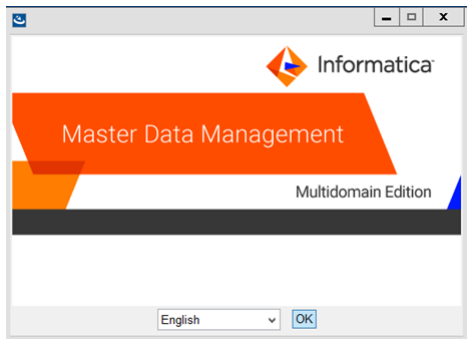 Informatica
Master Data Management
Multidomain Edition
English
OK